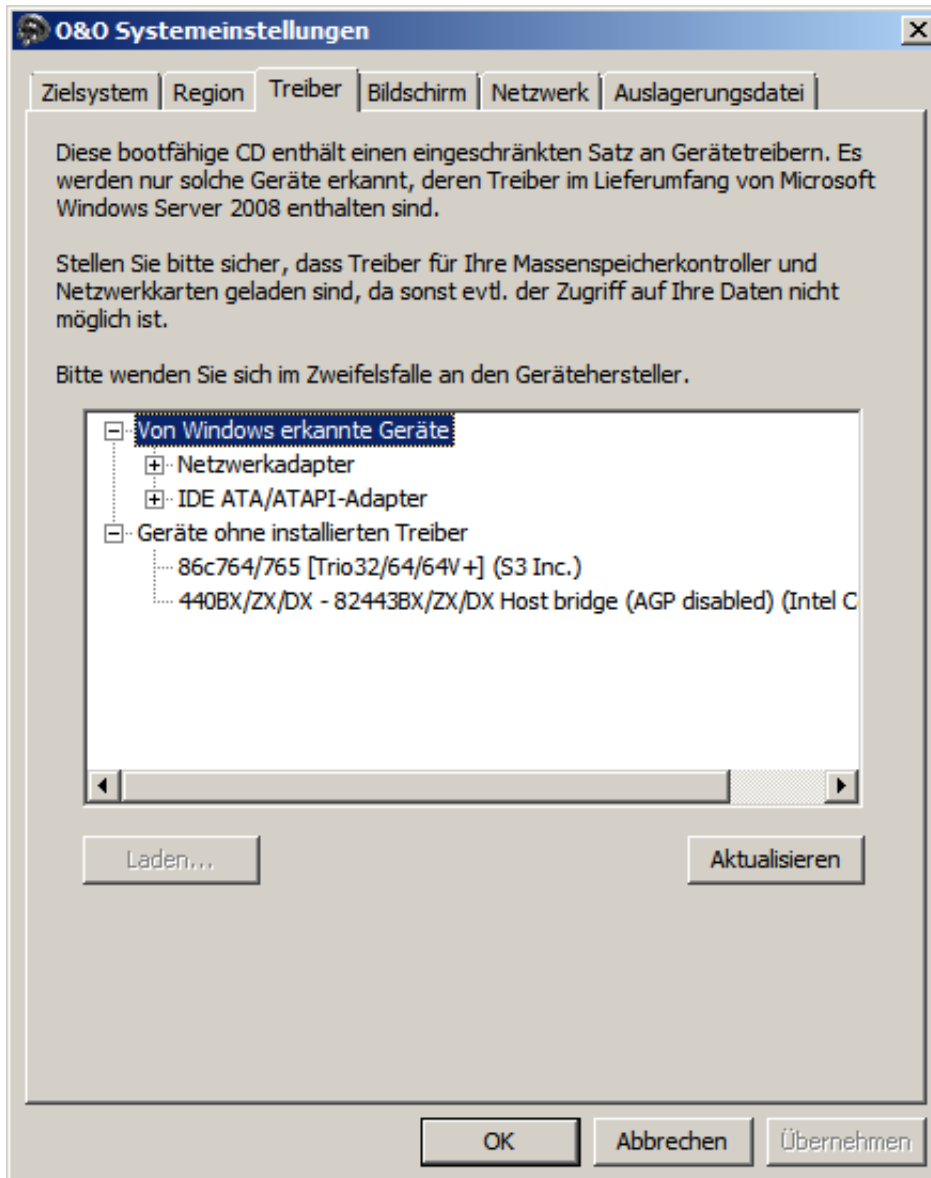 O&O Systemeinstellungen
Zielsystem Region Treiber Bildschirm Netzwerk Auslagerungsdatei
Diese bootfähige CD enthält einen eingeschränkten Satz an Gerätetreibern. Es
werden nur solche Geräte erkannt, deren Treiber im Lieferumfang von Microsoft
Windows Server 2008 enthalten sind.
Stellen Sie bitte sicher, dass Treiber für Ihre Massenspeicherkontroller und
Netzwerkkarten geladen sind, da sonst evtl. der Zugriff auf Ihre Daten nicht
möglich ist.
Bitte wenden Sie sich im Zweifelsfalle an den Gerätehersteller.
Von Windows erkannte Geräte
Netzwerkadapter
IDE ATA/ATAPI-Adapter
Geräte ohne installierten Treiber
86c764/765 [Trio32/64/64V+] (S3 Inc.)
440BX/ZX/DX - 82443BX/ZX/DX Host bridge (AGP disabled) (Intel
Laden... Aktualisieren
OK Abbrechen Übernehmen